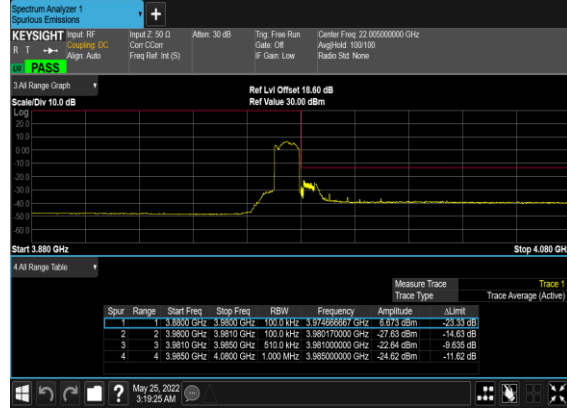 Spectrum Analyzer 1
Spurious Emissions
+
KEYSIGHT Input: RF Input Z: 50 Ω Atten: 30 dB Trig: Free Run Center Freq: 22.005000000 GHz
R T Coupling: DC Corr CCorr Gate: Off Avg|Hold: 100/100
Align: Auto Freq Ref: Int (S) IF Gain: Low Radio Std: None
PASS
3 All Range Graph
Ref Lvl Offset 18.60 dB
Scale/Div 10.0 dB Ref Value 30.00 dBm
Log
20.0
10.0
0.00
-10.0
-20.0
-30.0
-40.0
-50.0
-60.0
Start 3.880 GHz Stop 4.080 GHz
4 All Range Table
Measure Trace Trace 1
Trace Type Trace Average (Active)
Spur Range Start Freq Stop Freq RBW Frequency Amplitude ΔLimit
1 1 3.8800 GHz 3.9800 GHz 100.0 kHz 3.974666667 GHz 6.673 dBm -23.33 dB
2 2 3.9800 GHz 3.9810 GHz 100.0 kHz 3.980170000 GHz -27.63 dBm -14.63 dB
3 3 3.9810 GHz 3.9850 GHz 510.0 kHz 3.981000000 GHz -22.64 dBm -9.635 dB
4 4 3.9850 GHz 4.0800 GHz 1.000 MHz 3.985000000 GHz -24.62 dBm -11.62 dB
? May 25, 2022
3:19:25 AM